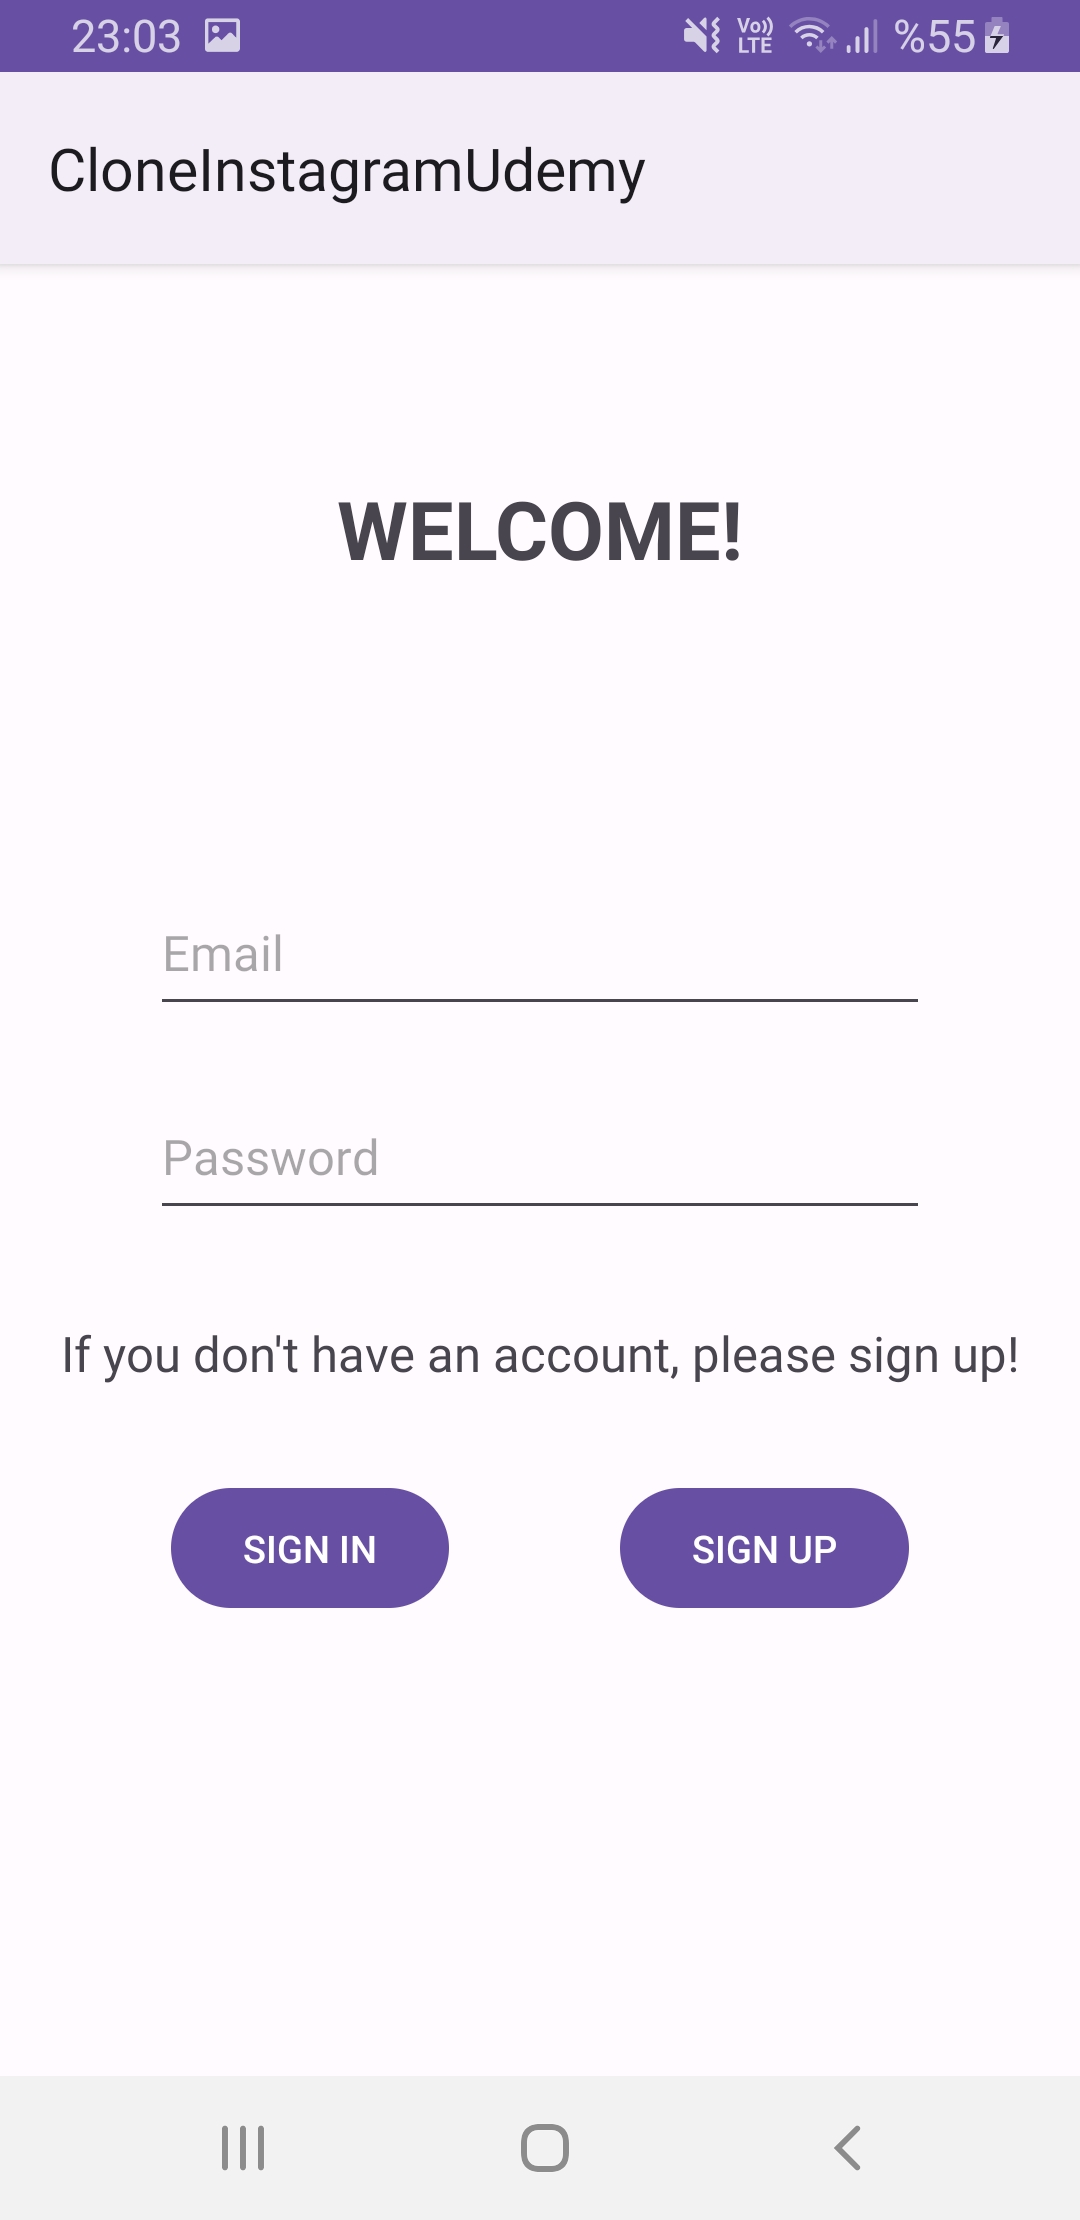 23:03 Vo)) LTE %55
CloneInstagramUdemy
WELCOME!
Email
Password
If you don't have an account, please sign up!
SIGN IN SIGN UP